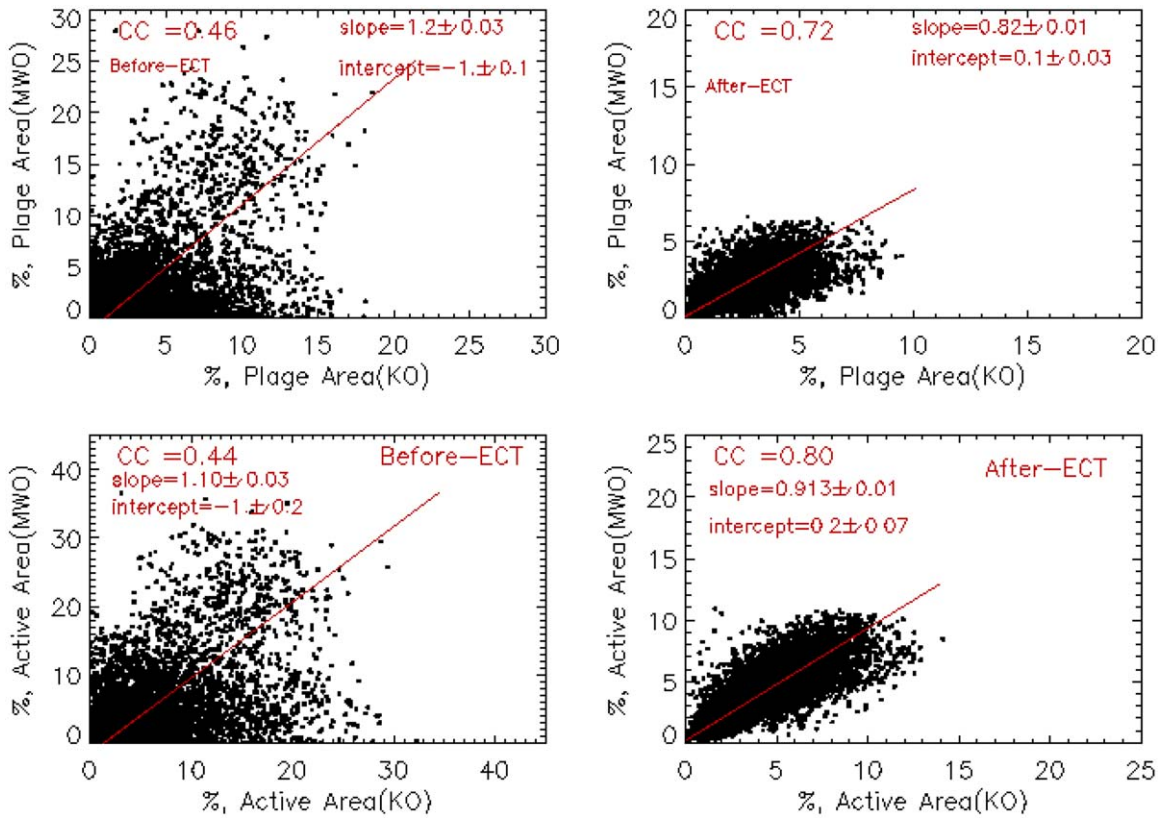 CC =0.46
slope=1.2±0.03
Before-ECT
intercept=-1.±0.1
%, Plage Area(MWO)
30
25
20
15
10
5
0
0 5 10 15 20 25 30
%, Plage Area(KO)
CC =0.72
slope=0.82±0.01
intercept=0.1±0.03
After-ECT
%, Plage Area(MWO)
20
15
10
5
0
0 5 10 15 20
%, Plage Area(KO)
CC =0.44
Before-ECT
slope=1.10±0.03
intercept=-1.±0.2
%, Active Area(MWO)
40
30
20
10
0
0 10 20 30 40
%, Active Area(KO)
CC =0.80
After-ECT
slope=0.913±0.01
intercept=0.2±0.07
%, Active Area(MWO)
25
20
15
10
5
0
0 5 10 15 20 25
%, Active Area(KO)